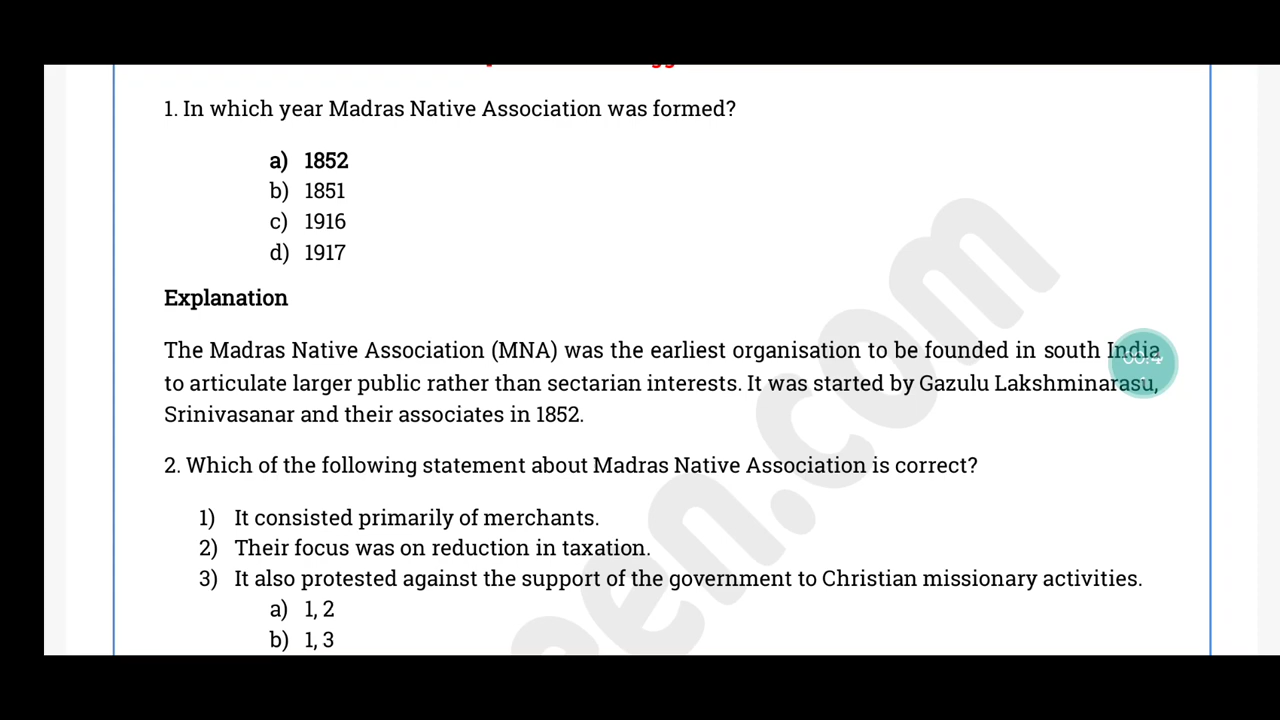 1. In which year Madras Native Association was formed?
a) 1852
b) 1851
c) 1916
d) 1917
Explanation
The Madras Native Association (MNA) was the earliest organisation to be founded in south India
to articulate larger public rather than sectarian interests. It was started by Gazulu Lakshminarasu,
Srinivasanar and their associates in 1852.
2. Which of the following statement about Madras Native Association is correct?
1) It consisted primarily of merchants.
2) Their focus was on reduction in taxation.
3) It also protested against the support of the government to Christian missionary activities.
a) 1, 2
b) 1, 3
een.com